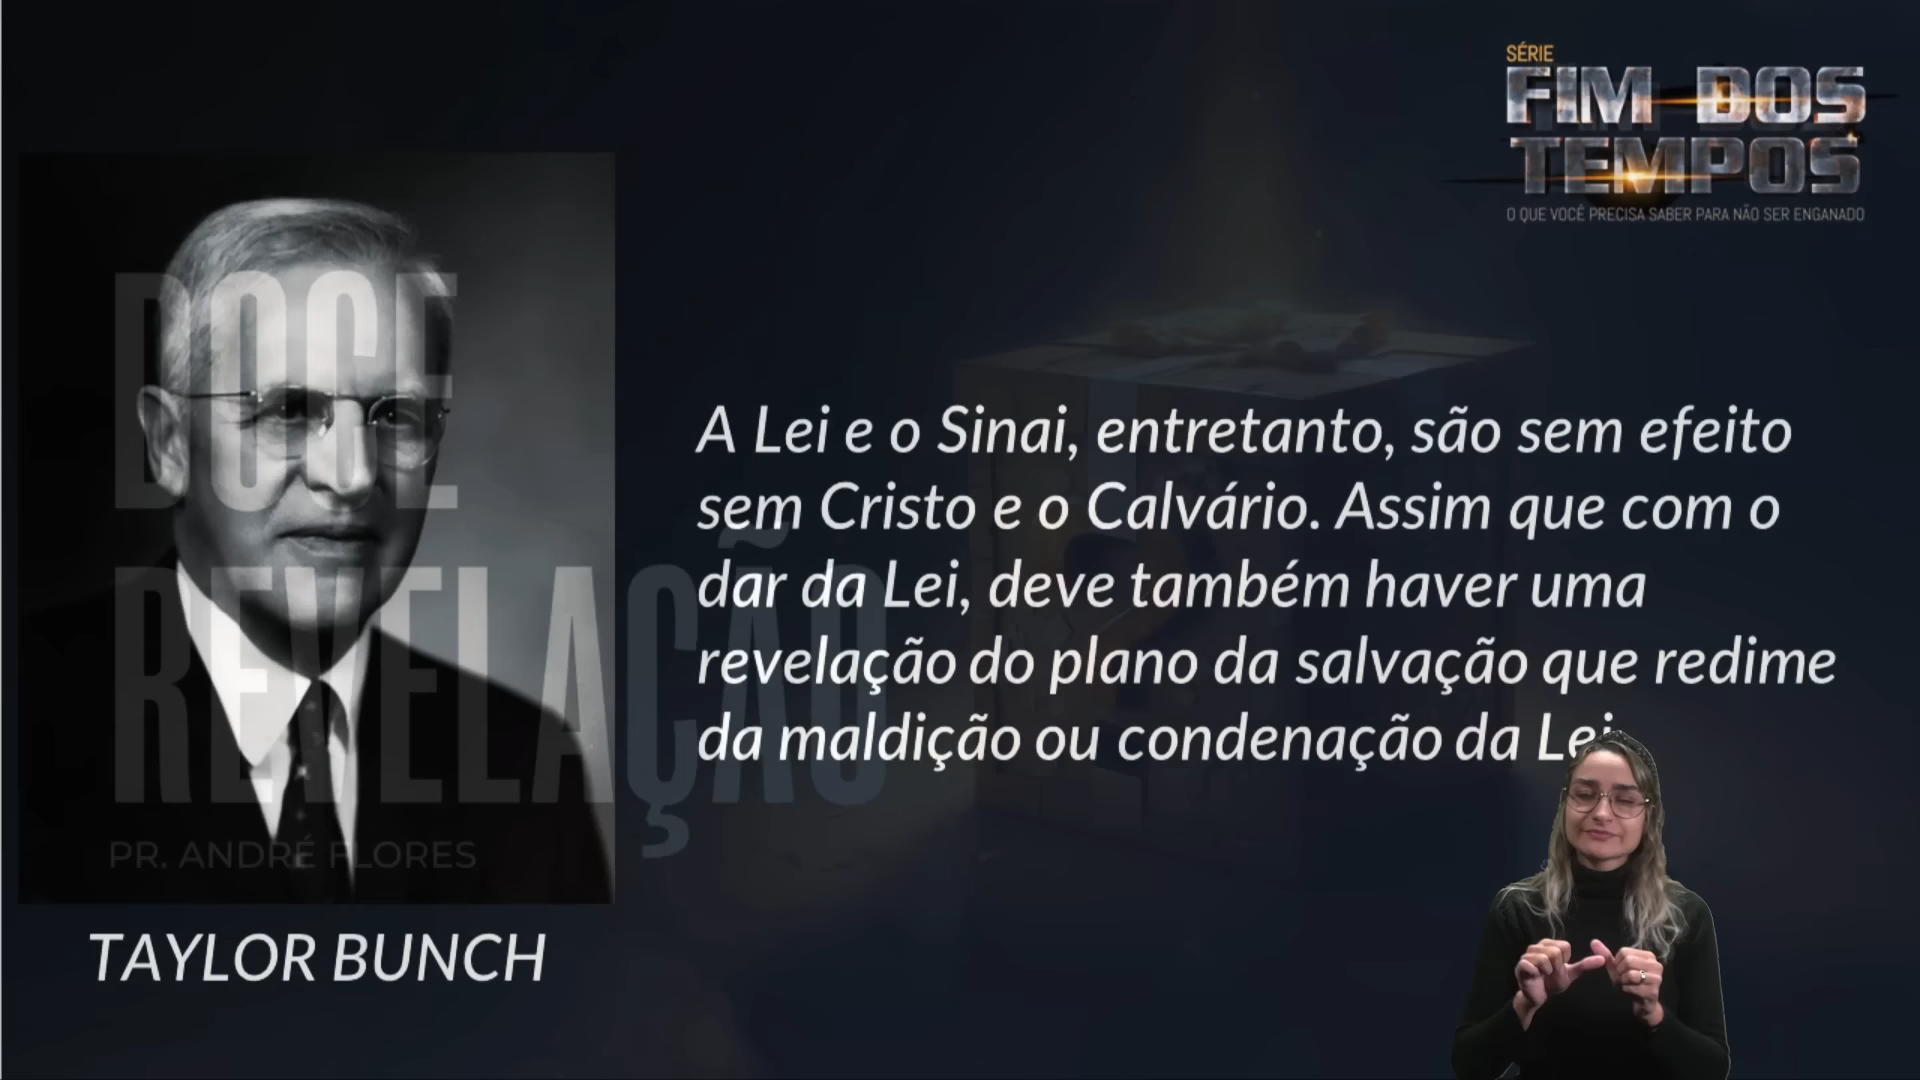 SÉRIE
FIM DOS
TEMPOS
O QUE VOCÊ PRECISA SABER PARA NÃO SER ENGANADO
DOCE
REVELAÇÃO
PR. ANDRÉ FLORES
A Lei e o Sinai, entretanto, são sem efeito
sem Cristo e o Calvário. Assim que com o
dar da Lei, deve também haver uma
revelação do plano da salvação que redime
da maldição ou condenação da Lei
TAYLOR BUNCH